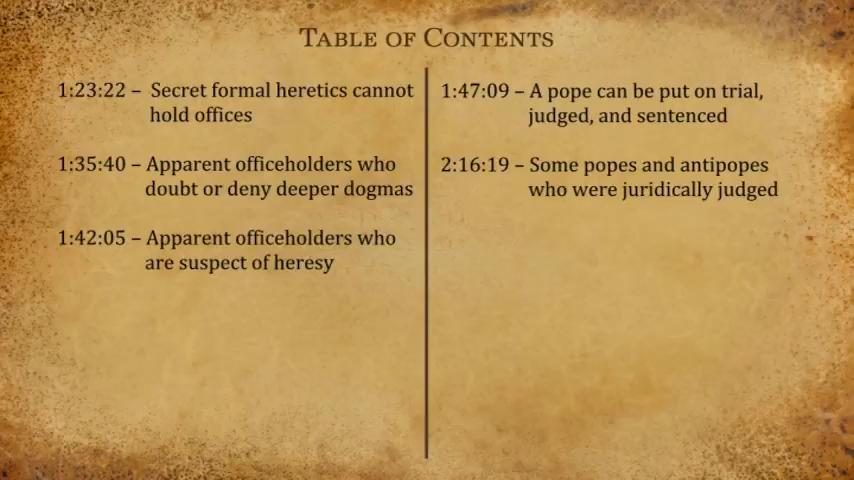 Table of Contents
1:23:22 – Secret formal heretics cannot
hold offices
1:35:40 – Apparent officeholders who
doubt or deny deeper dogmas
1:42:05 – Apparent officeholders who
are suspect of heresy
1:47:09 – A pope can be put on trial,
judged, and sentenced
2:16:19 – Some popes and antipopes
who were juridically judged